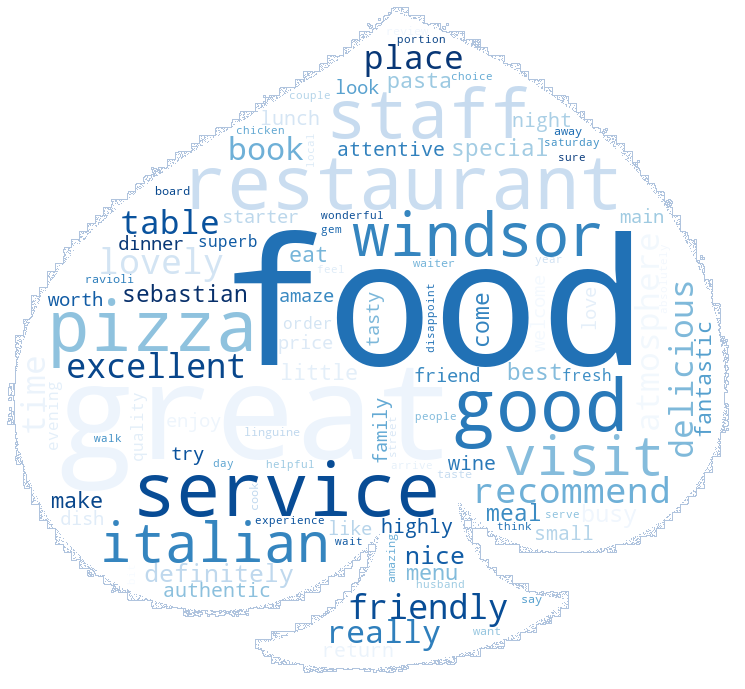 portion
place
look
pasta
choice
couple
staff
lunch
night
chicken
away
book
attentive
special
saturday
local
sure
restaurant
board
table
starter
wonderful
main
gem
windsor
dinner
superb
lovely
eat
food
feel
waiter
year
atmosphere
ravioli
worth
sebastian
amaze
love
welcome
pizza
order
tasty
disappoint
come
delicious
fantastic
price
excellent
little
friend
best
fresh
time
great
good
evening
quality
enjoy
people
family
street
linguine
walk
try
day
helpful
arrive
wine
visit
taste
service
cook
recommend
make
dish
experience
like
highly
meal
serve
busy
think
small
italian
wait
amazing
nice
definitely
menu
authentic
husband
friendly
say
really
want
return